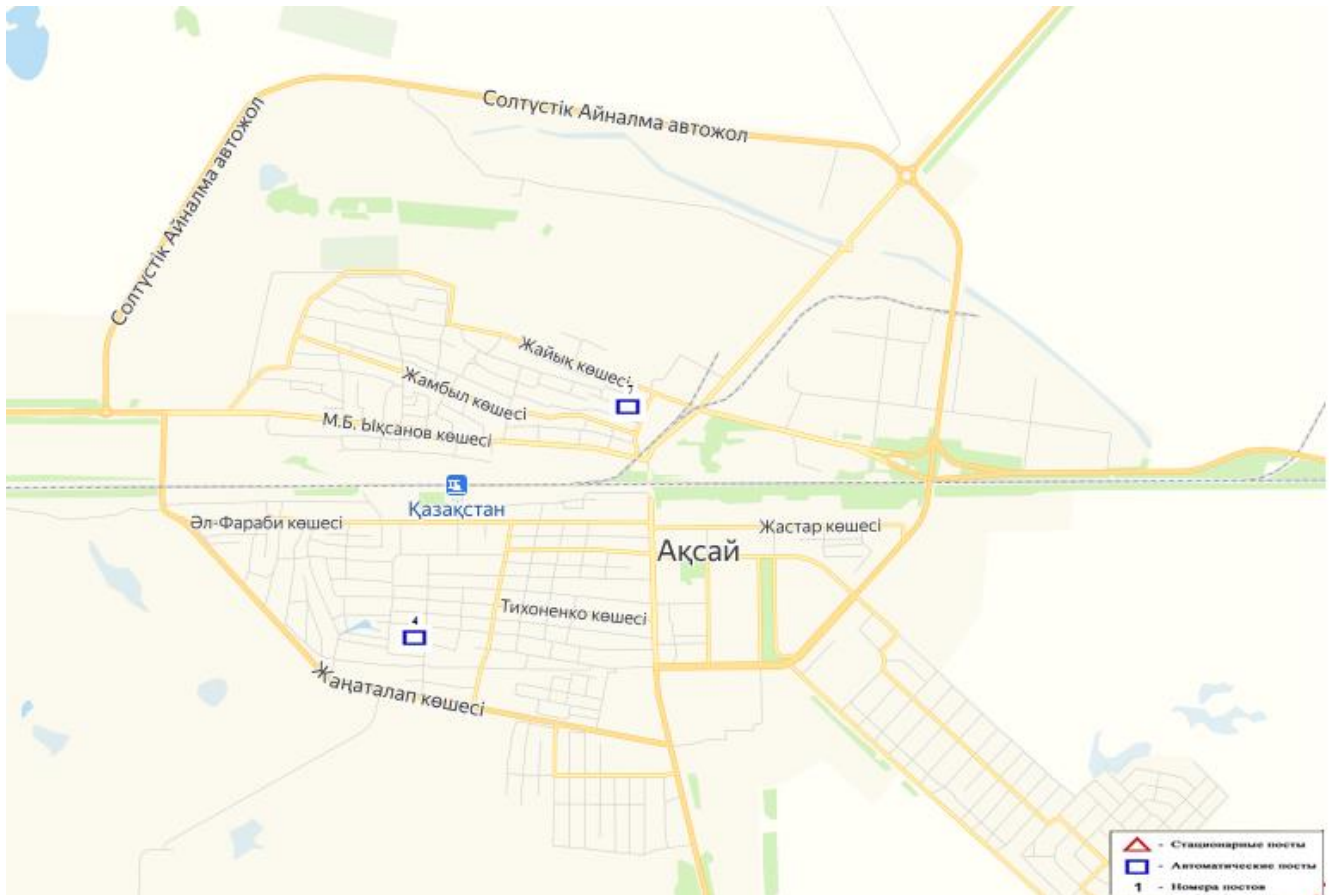 Солтүстік Айналма автожол
Солтүстік Айналма автожол
Жайық көшесі
7
Жамбыл көшесі
М.Б. Ықсанов көшесі
Қазақстан
Әл-Фараби көшесі
Жастар көшесі
Ақсай
Тихоненко көшесі
4
Жаңаталап көшесі
- Стационарные посты
- Автоматические посты
1 - Номера постов